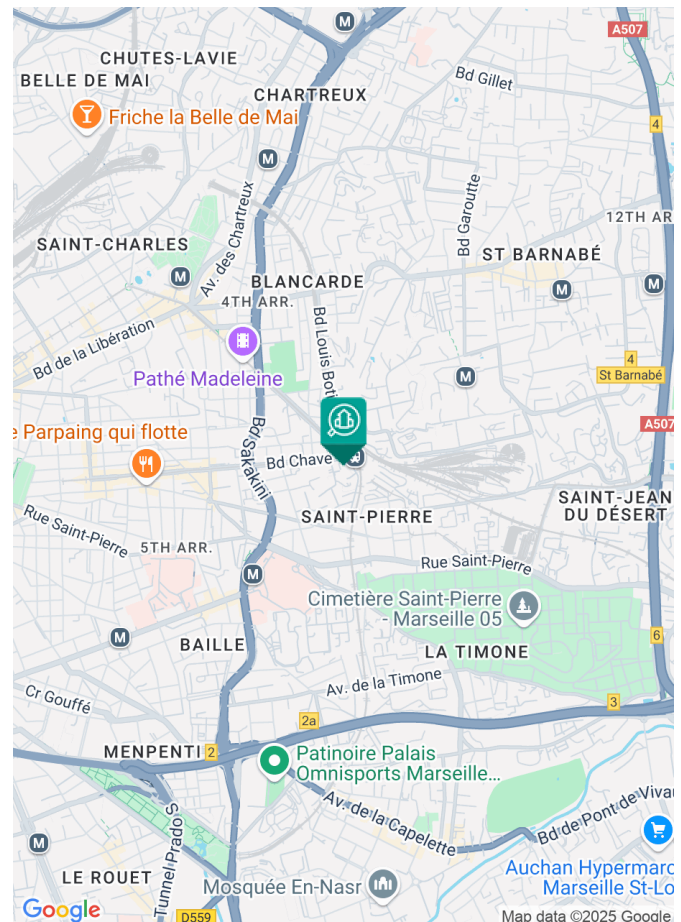 M
A507
CHUTES-LAVIE
BELLE DE MAI
Bd Gillet
CHARTREUX
Friche la Belle de Mai
4
M
Av. des Chartreux
Bd Garoutte
12TH AR
SAINT-CHARLES
ST BARNABÉ
M
BLANCARDE
M
M
4TH ARR.
Bd de la Libération
Bd Louis Boti
Pathé Madeleine
4
St Barnabé
M
e Parpaing qui flotte
A507
Bd Sakakini
Bd Chave
SAINT-JEAN
DU DÉSERT
Rue Saint-Pierre
SAINT-PIERRE
5TH ARR.
Rue Saint-Pierre
M
Cimetière Saint-Pierre
- Marseille 05
M
BAILLE
6
LA TIMONE
Av. de la Timone
Cr Gouffé
3
2a
MENPENTI
2
Patinoire Palais
Omnisports Marseille...
Av. de la Capelette
Bd de Pont de Viva
S
Tunnel Prado
M
Auchan Hypermarc
Marseille St-Lo
LE ROUET
Mosquée En-Nasr
Google
D559
Map data ©2025 Google